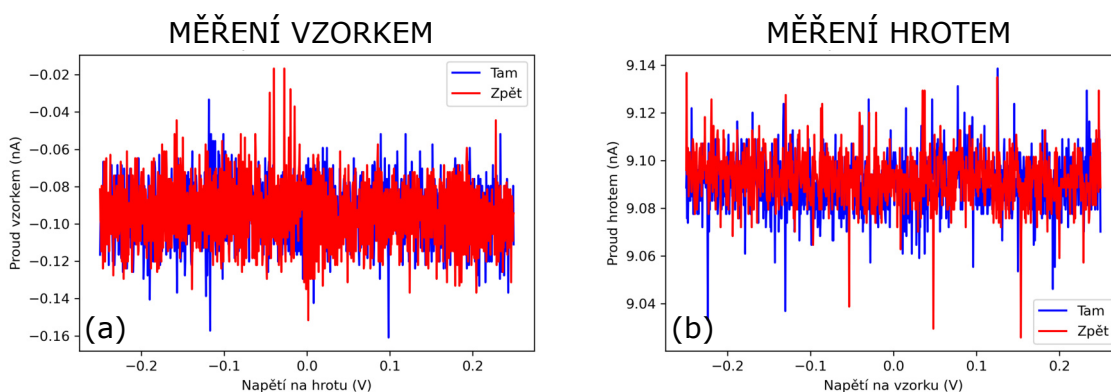 MĚŘENÍ VZORKEM
Proud vzorkem (nA)
−0.02
−0.04
−0.06
−0.08
−0.10
−0.12
−0.14
−0.16
Tam
Zpět
(a)
−0.2
−0.1
0.0
0.1
0.2
Napětí na hrotu (V)
MĚŘENÍ HROTEM
Proud hrotem (nA)
9.14
9.12
9.10
9.08
9.06
9.04
Tam
Zpět
(b)
−0.2
−0.1
0.0
0.1
0.2
Napětí na vzorku (V)